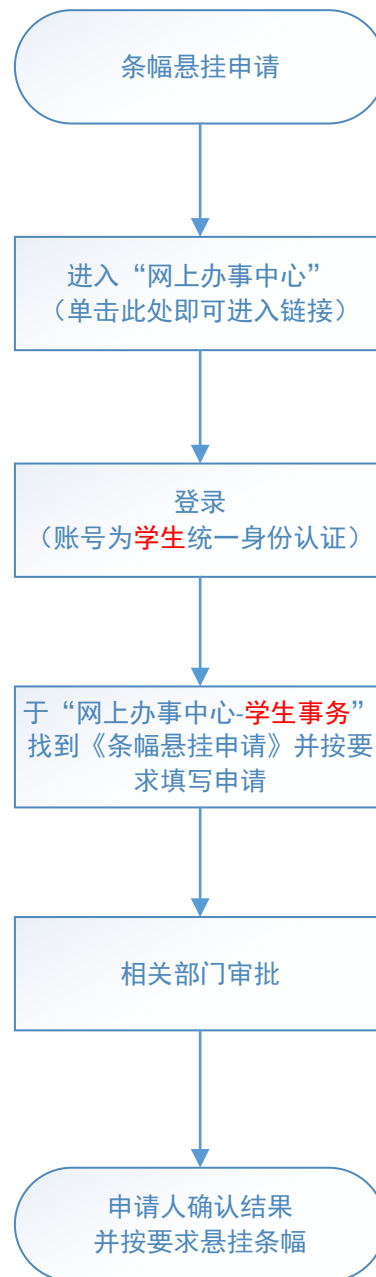 条幅悬挂申请
进入“网上办事中心”
（单击此处即可进入链接）
登录
（账号为学生统一身份认证）
于“网上办事中心-学生事务”
找到《条幅悬挂申请》并按要
求填写申请
相关部门审批
申请人确认结果
并按要求悬挂条幅